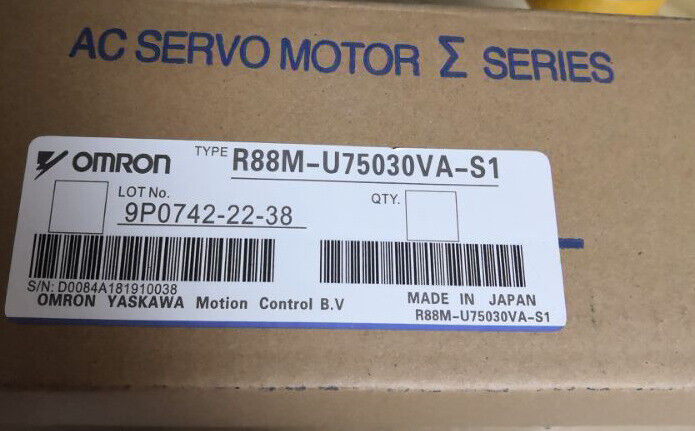 AC SERVO MOTOR Σ SERIES
OMRON TYPE R88M-U75030VA-S1
LOT No. 9P0742-22-38 QTY.
S/N: D0084A181910038
OMRON YASKAWA Motion Control B.V
MADE IN JAPAN
R88M-U75030VA-S1